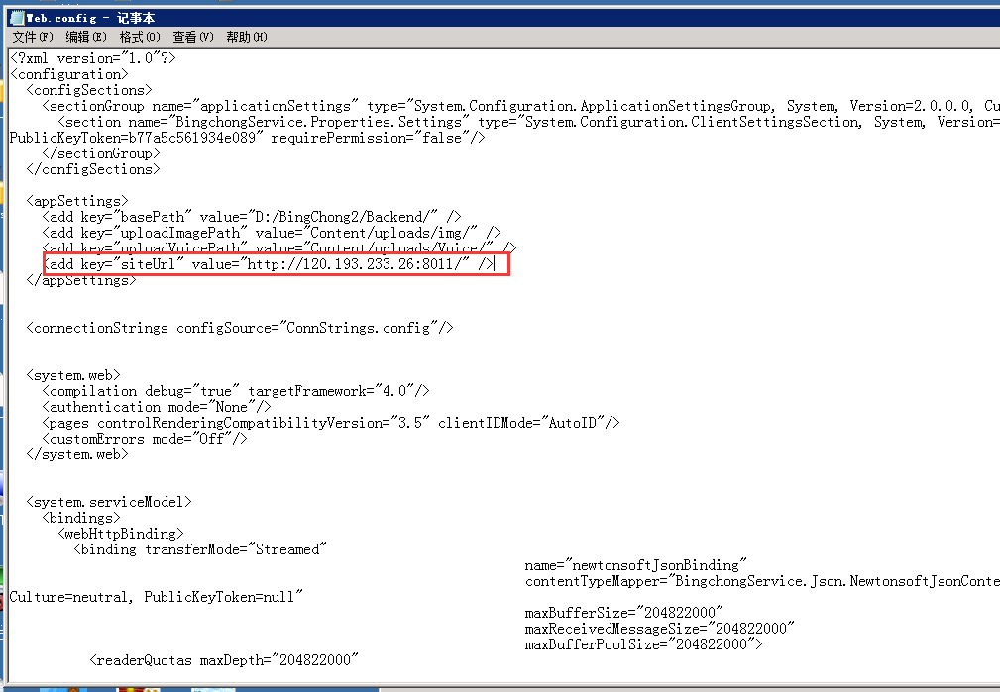 Web.config - 记事本
文件(F) 编辑(E) 格式(O) 查看(V) 帮助(H)
<?xml version="1.0"?>
<configuration>
<configSections>
<sectionGroup name="applicationSettings" type="System.Configuration.ApplicationSettingsGroup, System, Version=2.0.0.0, Cu
<section name="BingchongService.Properties.Settings" type="System.Configuration.ClientSettingsSection, System, Version=
PublicKeyToken=b77a5c561934e089" requirePermission="false"/>
</sectionGroup>
</configSections>
<appSettings>
<add key="basePath" value="D:/BingChong2/Backend/" />
<add key="uploadImagePath" value="Content/uploads/img/" />
<add key="uploadVoicePath" value="Content/uploads/Voice/" />
<add key="siteUrl" value="http://120.193.233.26:8011/" />
</appSettings>
<connectionStrings configSource="ConnStrings.config"/>
<system.web>
<compilation debug="true" targetFramework="4.0"/>
<authentication mode="None"/>
<pages controlRenderingCompatibilityVersion="3.5" clientIDMode="AutoID"/>
<customErrors mode="Off"/>
</system.web>
<system.serviceModel>
<bindings>
<webHttpBinding>
<binding transferMode="Streamed"
name="newtonsoftJsonBinding"
contentTypeMapper="BingchongService.Json.NewtonsoftJsonConte
Culture=neutral, PublicKeyToken=null"
maxBufferSize="204822000"
maxReceivedMessageSize="204822000"
maxBufferPoolSize="204822000">
<readerQuotas maxDepth="204822000"